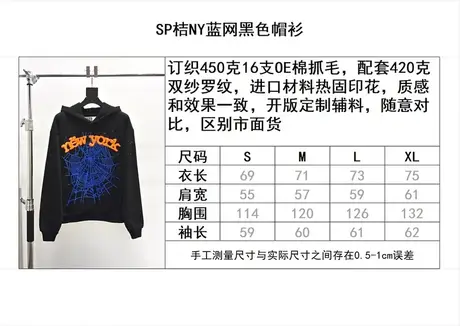 SP桔NY蓝网黑色帽衫
订织450克16支OE棉抓毛，配套420克
双纱罗纹，进口材料热固印花，质感
和效果一致，开版定制辅料，随意对
比，区别市面货
new york
尺码 S M L XL
衣长 69 71 73 75
肩宽 55 57 59 61
胸围 114 120 126 132
袖长 59 60 61 62
手工测量尺寸与实际尺寸之间存在0.5-1cm误差